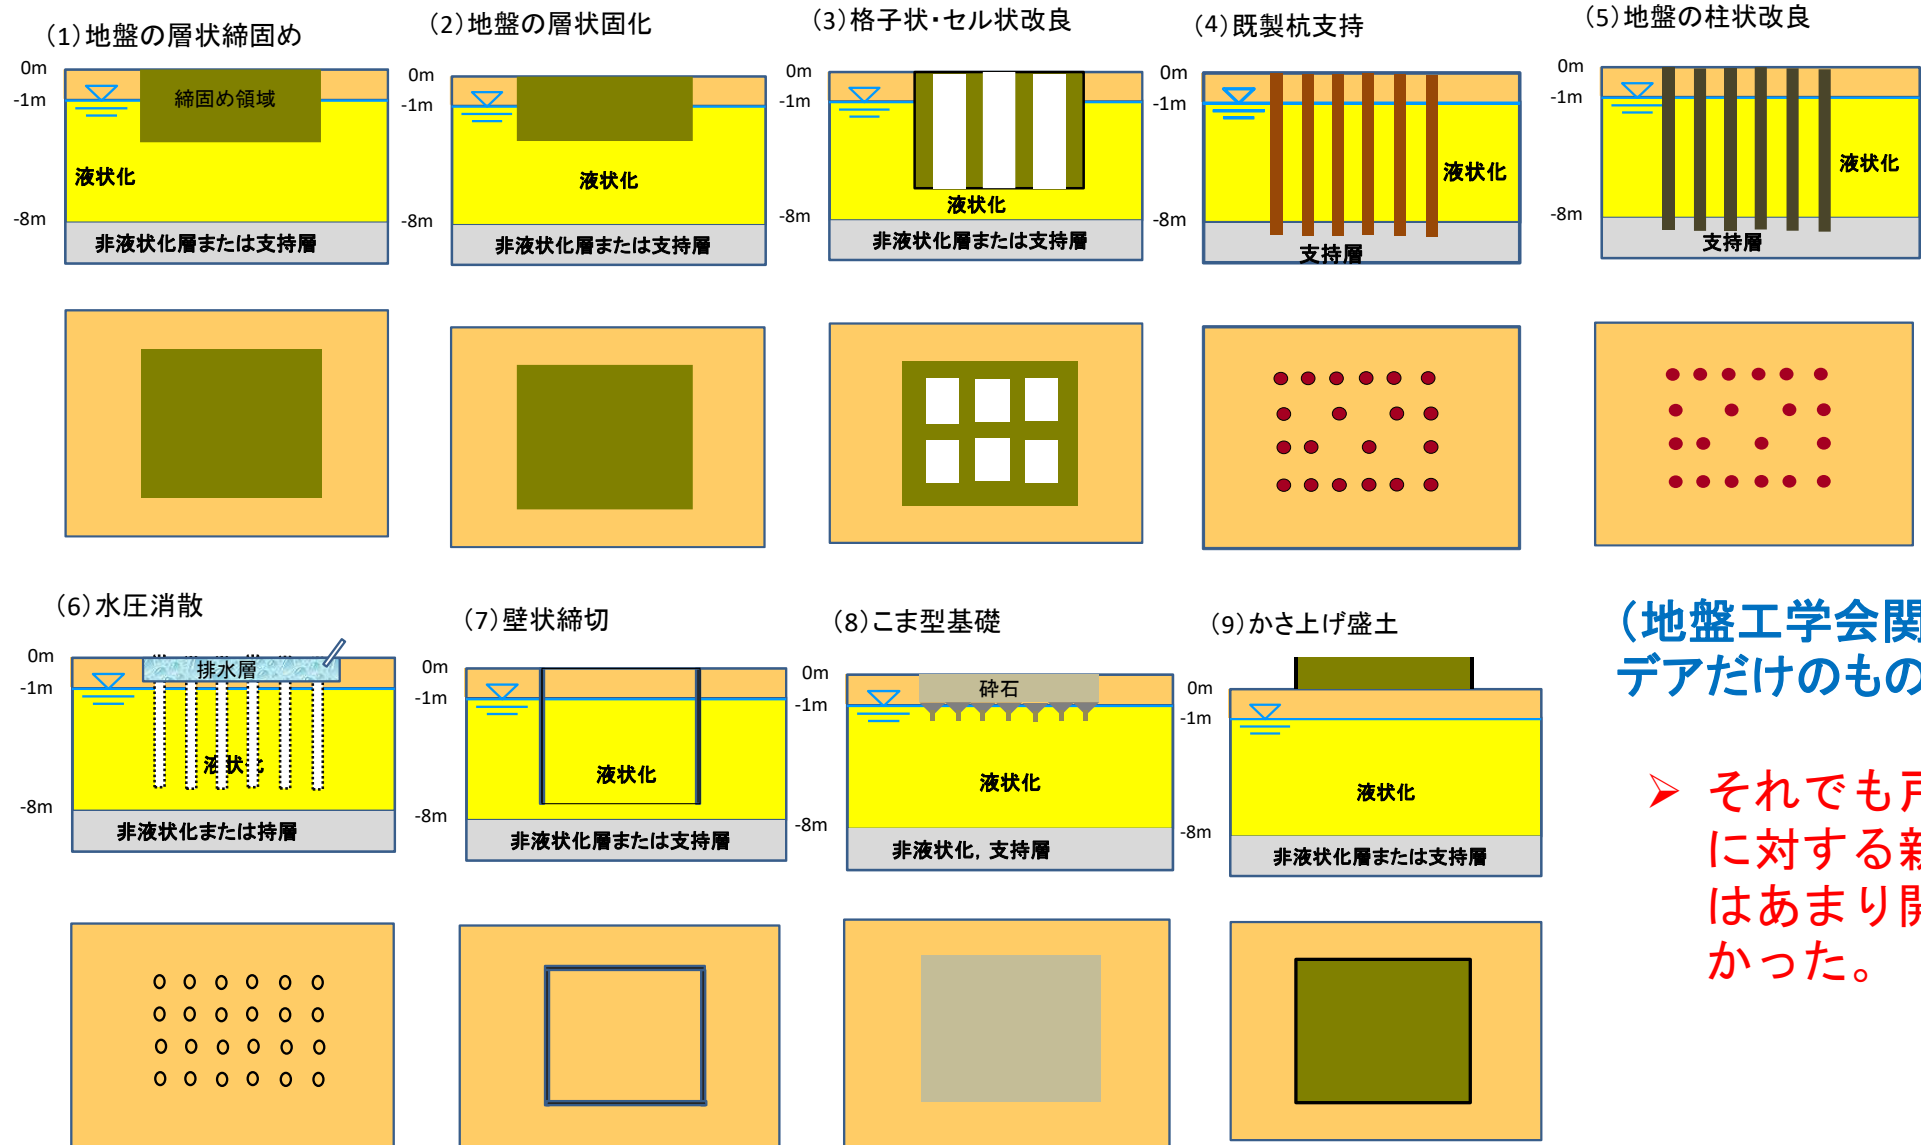 (1)地盤の層状締固め
0m
-1m
締固め領域
液状化
-8m
非液状化層または支持層
(2)地盤の層状固化
0m
-1m
液状化
-8m
非液状化層または支持層
(3)格子状・セル状改良
0m
-1m
液状化
-8m
非液状化層または支持層
(4)既製杭支持
0m
-1m
液状化
-8m
支持層
(5)地盤の柱状改良
0m
-1m
液状化
-8m
支持層
(6)水圧消散
0m
排水層
-1m
液状化
-8m
非液状化または持層
(7)壁状締切
0m
-1m
液状化
-8m
非液状化層または支持層
(8)こま型基礎
0m
砕石
-1m
液状化
-8m
非液状化，支持層
(9)かさ上げ盛土
0m
-1m
液状化
-8m
非液状化層または支持層
(地盤工学会関
デアだけのもの
➢ それでも戸
に対する新
はあまり開
かった。